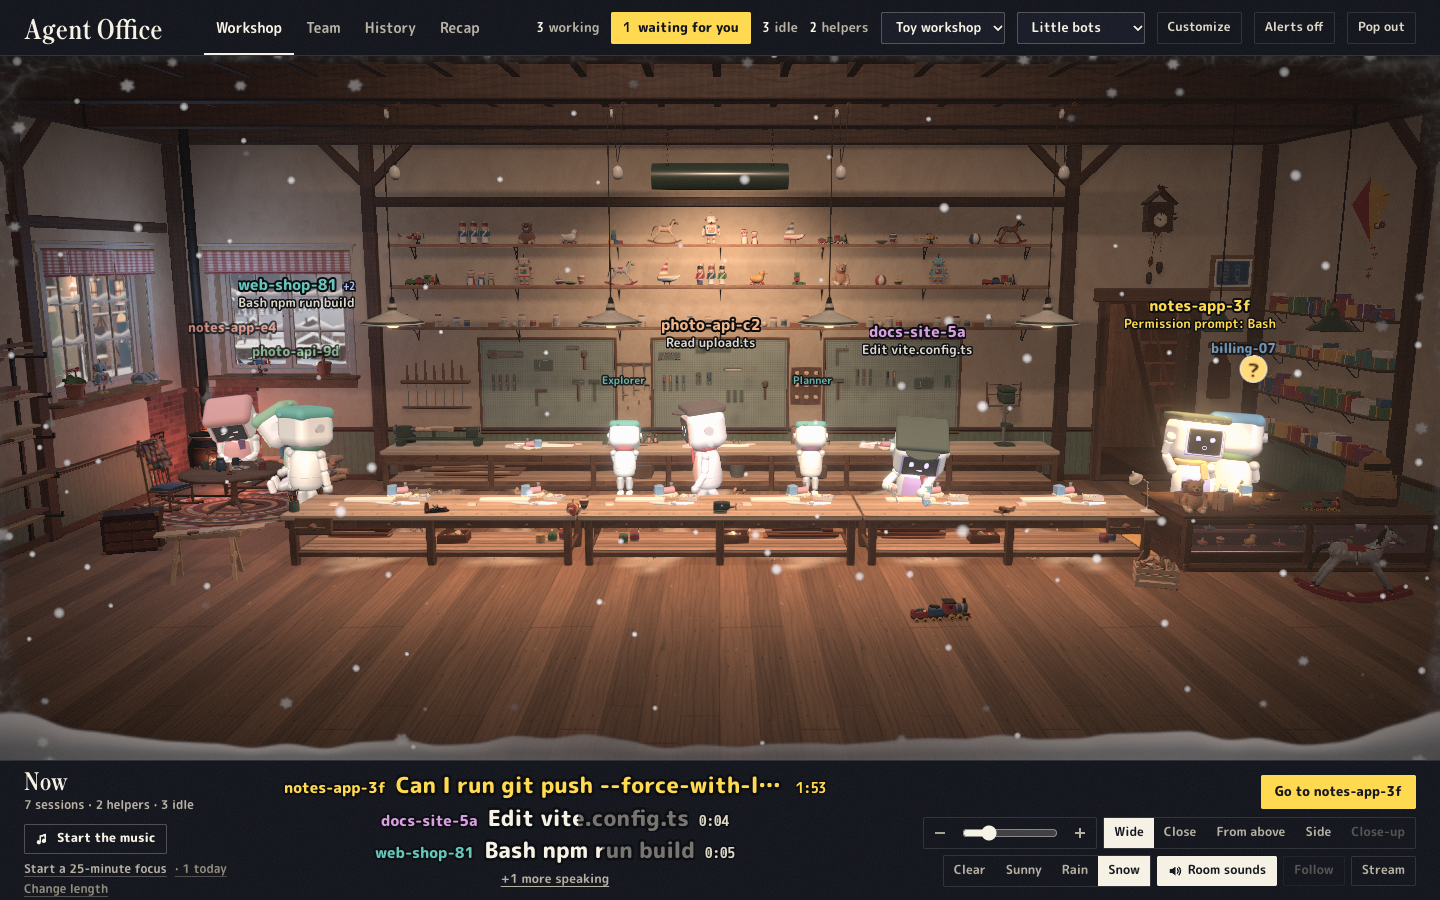 Agent Office
Workshop
Team
History
Recap
3 working
1 waiting for you
3 idle
2 helpers
Toy workshop
Little bots
Customize
Alerts off
Pop out
web-shop-81 +2
Bash npm run build
notes-app-e4
photo-api-9d
photo-api-c2
Read upload.ts
docs-site-5a
Edit vite.config.ts
Explorer
Planner
notes-app-3f
Permission prompt: Bash
billing-07
?
Now
7 sessions · 2 helpers · 3 idle
Start the music
Start a 25-minute focus · 1 today
Change length
notes-app-3f Can I run git push --force-with-l… 1:53
docs-site-5a Edit vite.config.ts 0:04
web-shop-81 Bash npm run build 0:05
+1 more speaking
Go to notes-app-3f
− +
Wide
Close
From above
Side
Close-up
Clear
Sunny
Rain
Snow
Room sounds
Follow
Stream